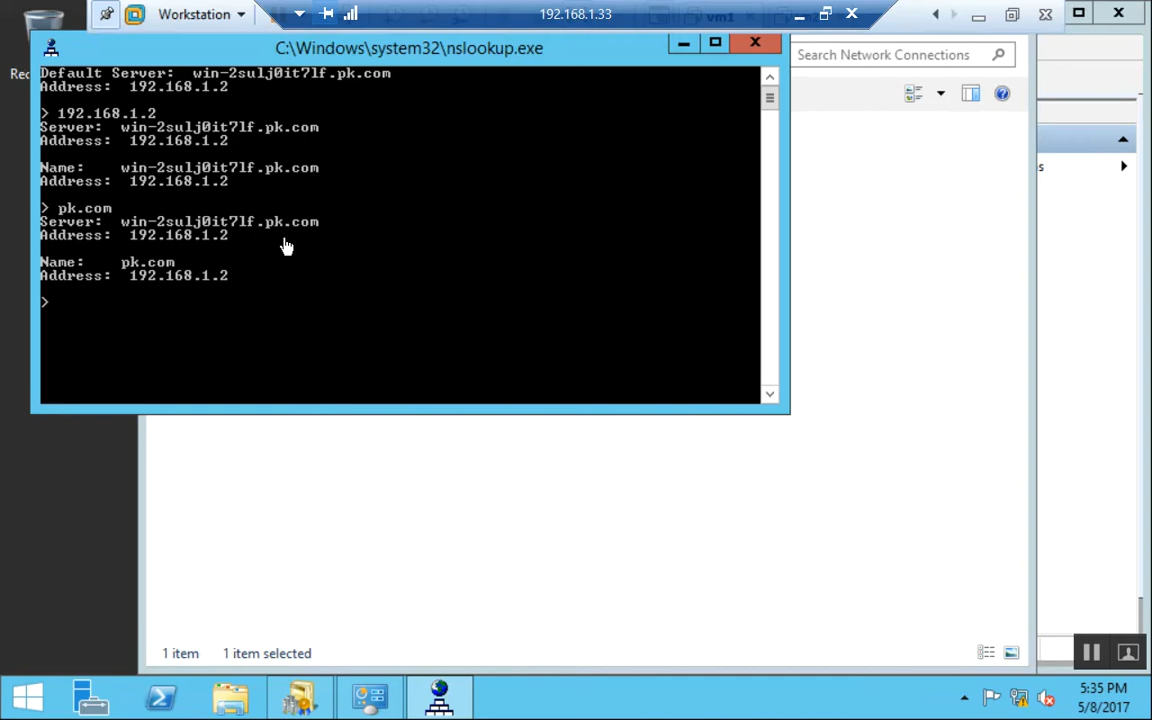 Workstation
192.168.1.33
vm1
C:\Windows\system32\nslookup.exe
Search Network Connections
Default Server:  win-2sulj0it7lf.pk.com
Address:  192.168.1.2
> 192.168.1.2
Server:  win-2sulj0it7lf.pk.com
Address:  192.168.1.2
Name:    win-2sulj0it7lf.pk.com
Address:  192.168.1.2
> pk.com
Server:  win-2sulj0it7lf.pk.com
Address:  192.168.1.2
Name:    pk.com
Address:  192.168.1.2
>
1 item    1 item selected
5:35 PM
5/8/2017